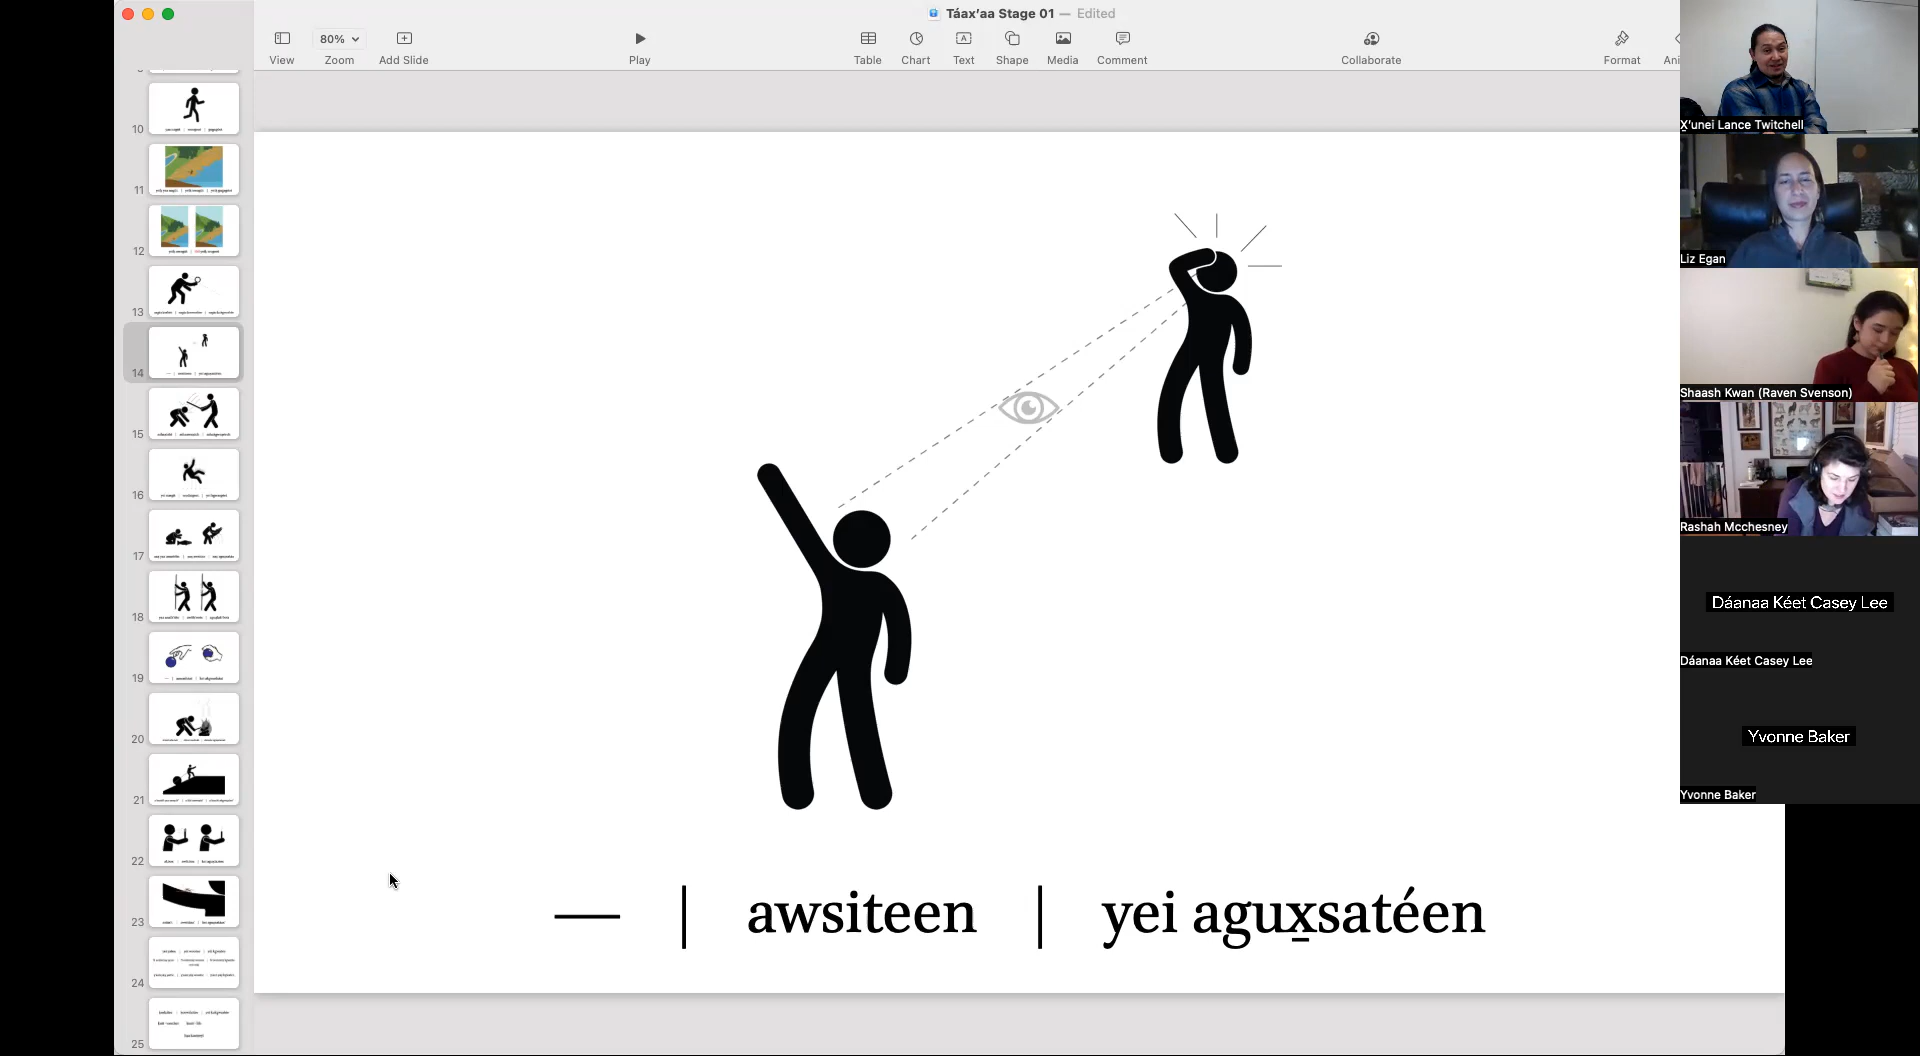 Táax'aa Stage 01 — Edited
80%
View
Zoom
Add Slide
Play
Table
Chart
Text
Shape
Media
Comment
Collaborate
Format
10
11
12
13
14
15
16
17
18
19
20
21
22
23
24
25
— | awsiteen | yei agux̱satéen
X̱'unei Lance Twitchell
Liz Egan
Shaash Kwan (Raven Svenson)
Rashah Mcchesney
Dáanaa Kéet Casey Lee
Dáanaa Kéet Casey Lee
Yvonne Baker
Yvonne Baker